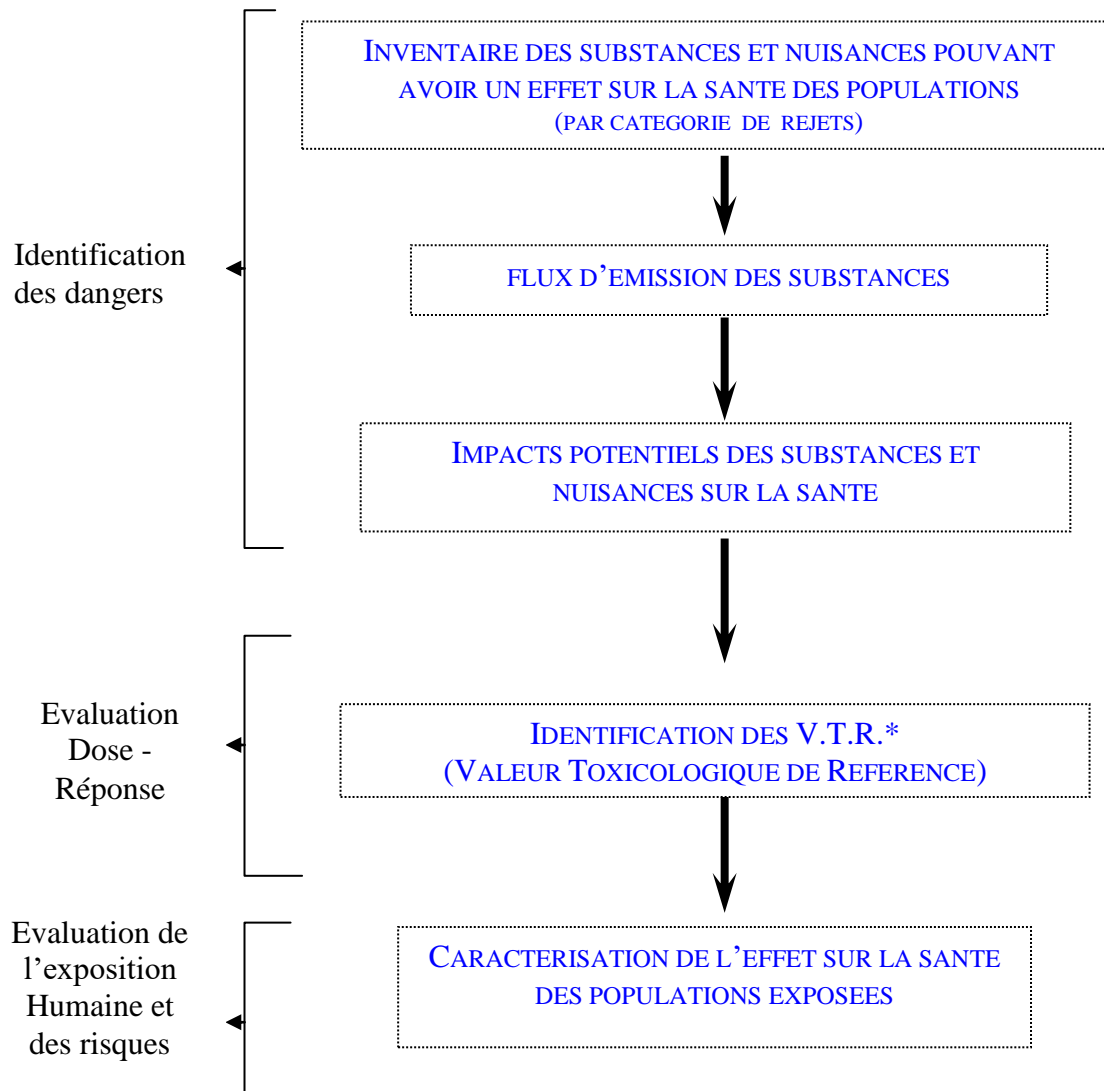 INVENTAIRE DES SUBSTANCES ET NUISANCES POUVANT
AVOIR UN EFFET SUR LA SANTE DES POPULATIONS
(PAR CATEGORIE DE REJETS)
Identification
des dangers
FLUX D’EMISSION DES SUBSTANCES
IMPACTS POTENTIELS DES SUBSTANCES ET
NUISANCES SUR LA SANTE
Evaluation
Dose -
Réponse
IDENTIFICATION DES V.T.R.*
(VALEUR TOXICOLOGIQUE DE REFERENCE)
Evaluation de
l’exposition
Humaine et
des risques
CARACTERISATION DE L’EFFET SUR LA SANTE
DES POPULATIONS EXPOSEES